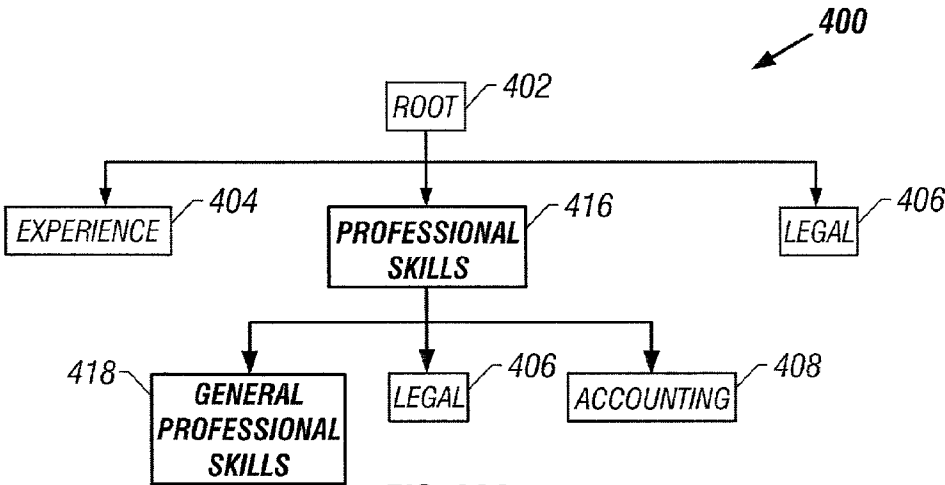 400
ROOT
402
EXPERIENCE
404
PROFESSIONAL
SKILLS
416
LEGAL
406
418
GENERAL
PROFESSIONAL
SKILLS
LEGAL
406
ACCOUNTING
408